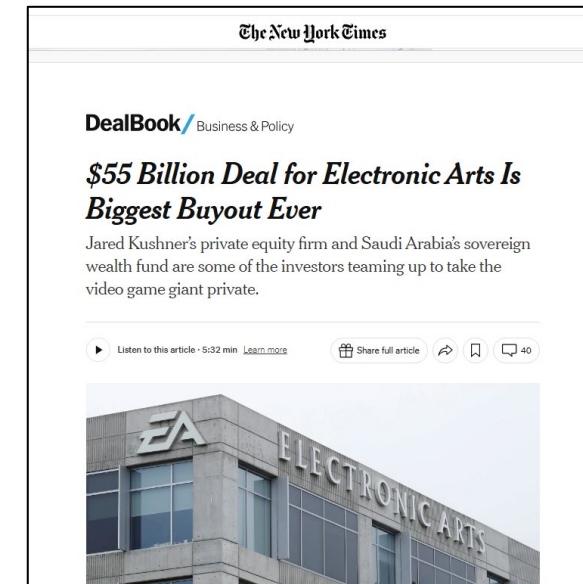 The New York Times
DealBook/ Business & Policy
$55 Billion Deal for Electronic Arts Is
Biggest Buyout Ever
Jared Kushner's private equity firm and Saudi Arabia's sovereign
wealth fund are some of the investors teaming up to take the
video game giant private.
Listen to this article · 5:32 min Learn more Share full article 40
EA
ELECTRONIC ARTS